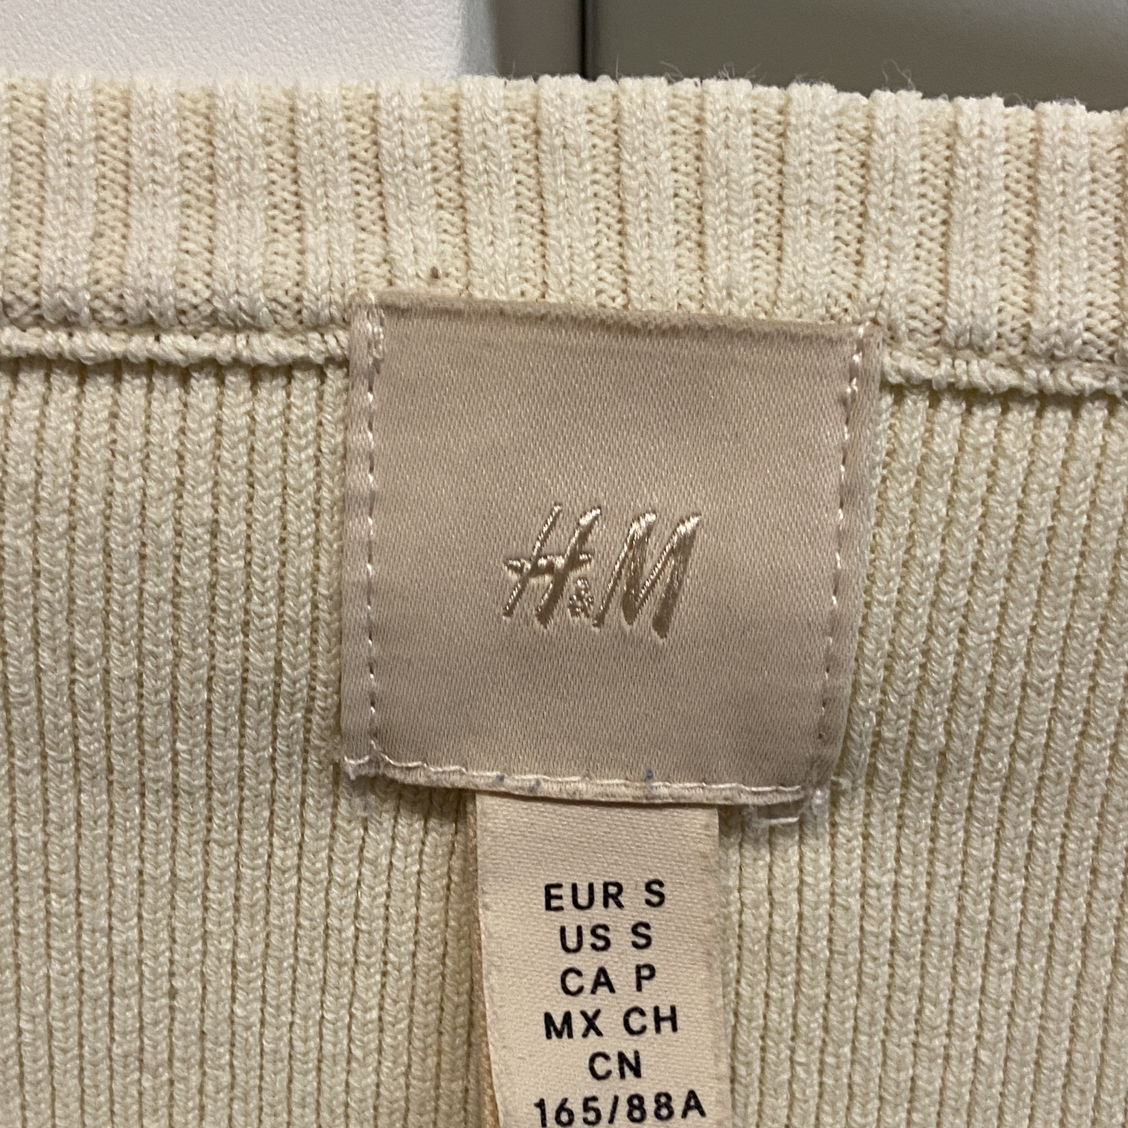 H&M
EUR S
US S
CA P
MX CH
CN
165/88A